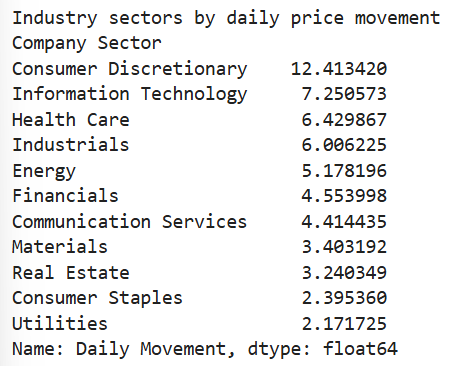 Industry sectors by daily price movement
Company Sector
Consumer Discretionary    12.413420
Information Technology     7.250573
Health Care                6.429867
Industrials                6.006225
Energy                     5.178196
Financials                 4.553998
Communication Services     4.414435
Materials                  3.403192
Real Estate                3.240349
Consumer Staples           2.395360
Utilities                  2.171725
Name: Daily Movement, dtype: float64